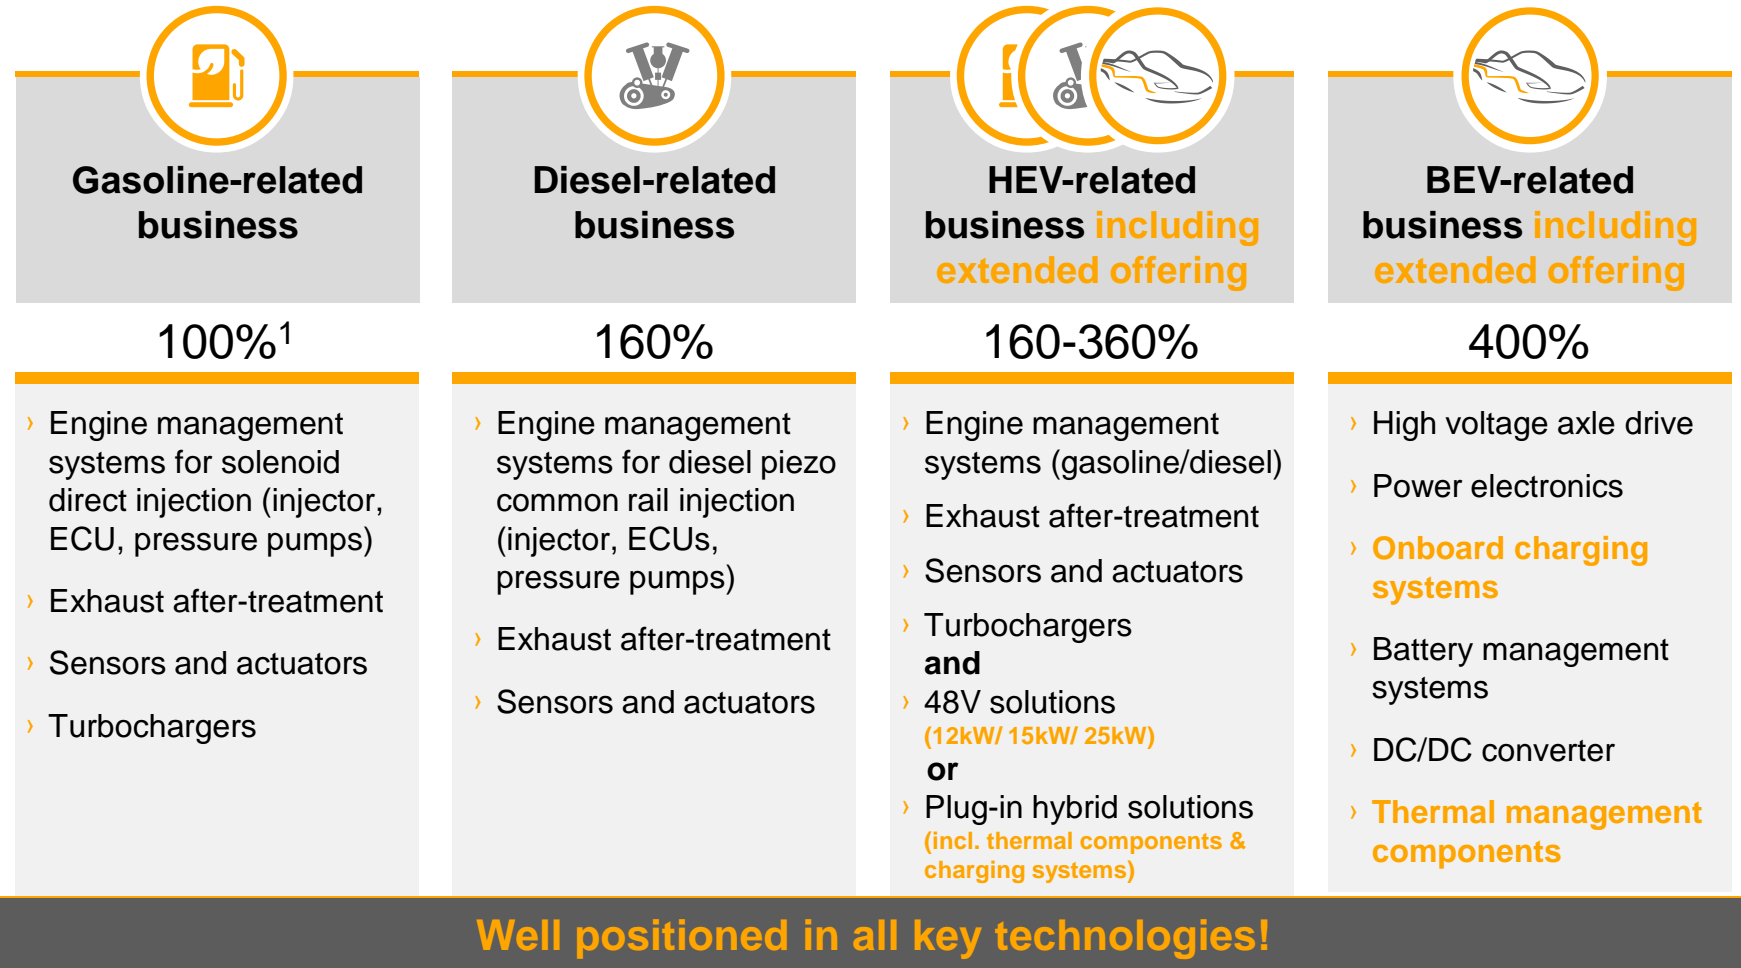 Gasoline-related
business
100%1
› Engine management
systems for solenoid
direct injection (injector,
ECU, pressure pumps)
› Exhaust after-treatment
› Sensors and actuators
› Turbochargers
Diesel-related
business
160%
› Engine management
systems for diesel piezo
common rail injection
(injector, ECUs,
pressure pumps)
› Exhaust after-treatment
› Sensors and actuators
HEV-related
business including
extended offering
160-360%
› Engine management
systems (gasoline/diesel)
› Exhaust after-treatment
› Sensors and actuators
› Turbochargers
and
› 48V solutions
(12kW/ 15kW/ 25kW)
or
› Plug-in hybrid solutions
(incl. thermal components &
charging systems)
BEV-related
business including
extended offering
400%
› High voltage axle drive
› Power electronics
› Onboard charging
systems
› Battery management
systems
› DC/DC converter
› Thermal management
components
Well positioned in all key technologies!